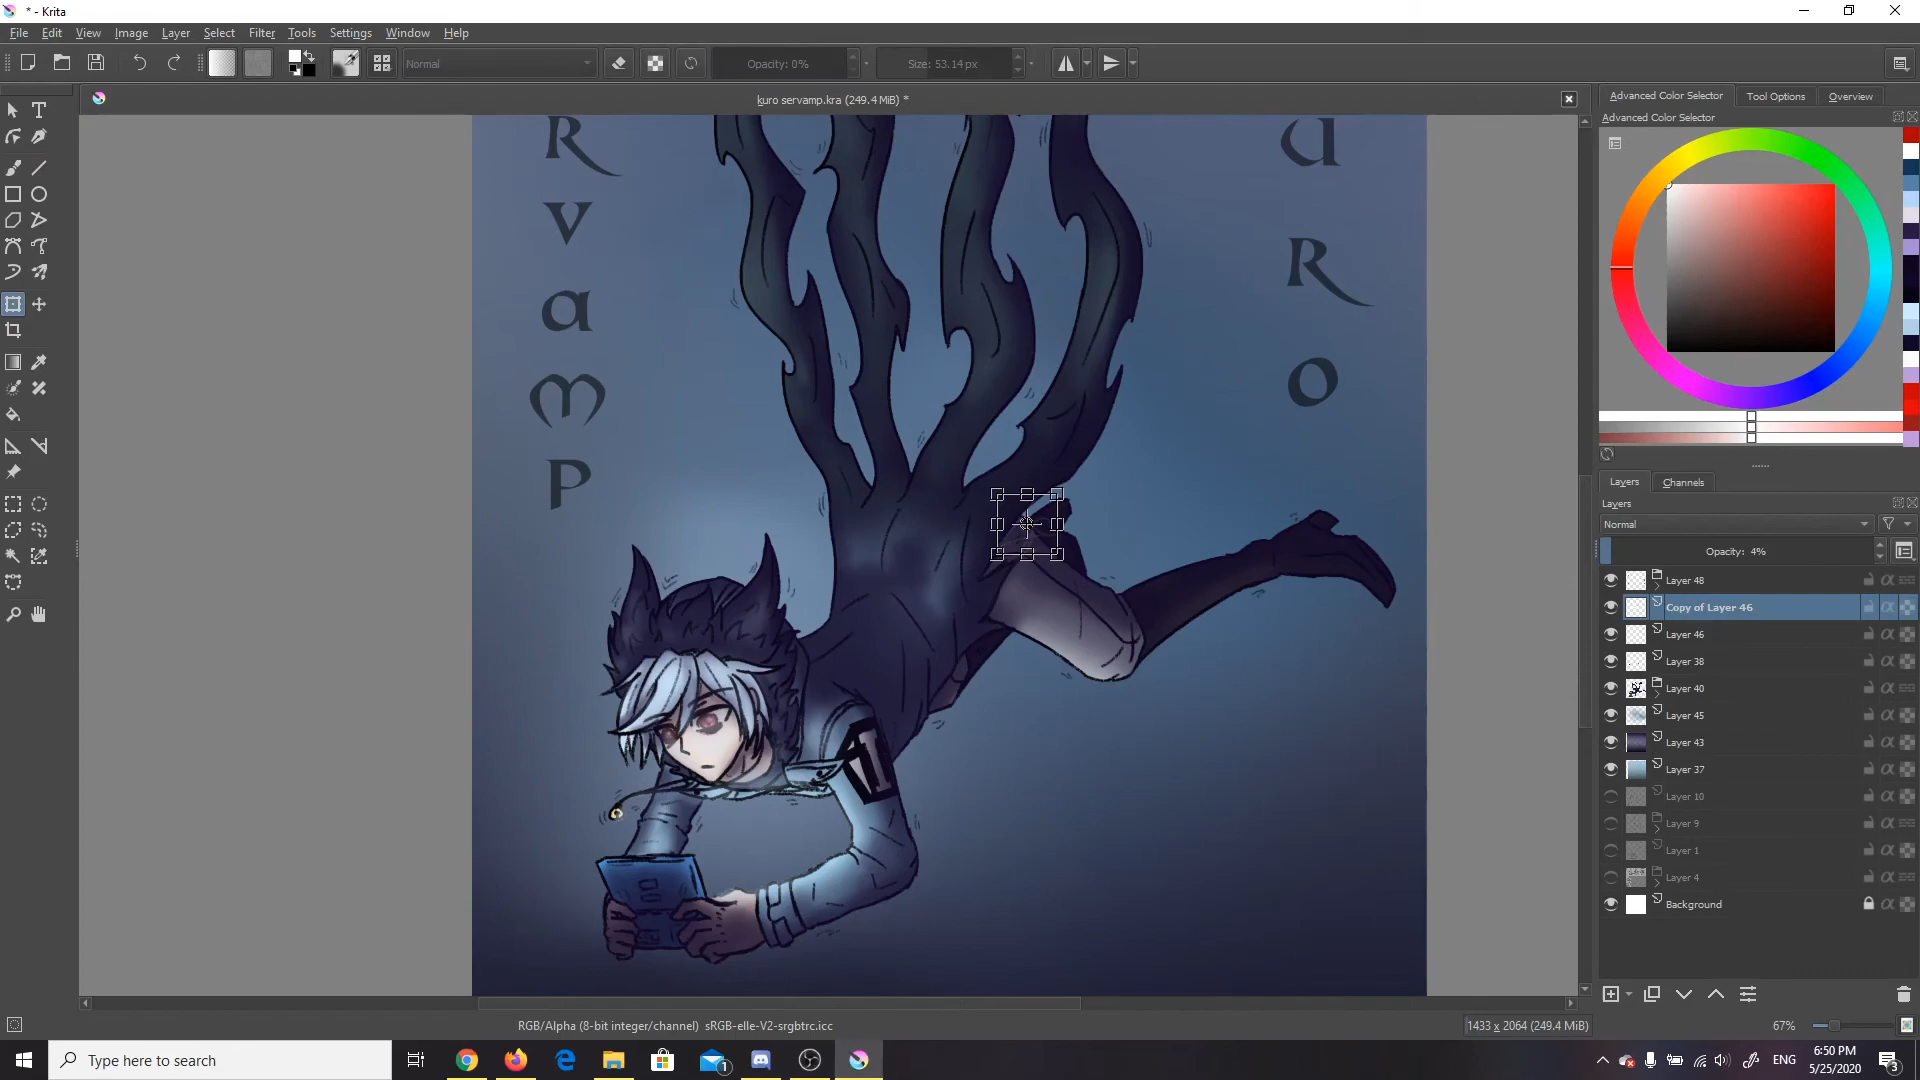 * - Krita
File Edit View Image Layer Select Filter Tools Settings Window Help
Normal Opacity: 0% Size: 53.14 px
kuro servamp.kra (249.4 MiB) *
Advanced Color Selector Tool Options Overview
Advanced Color Selector
R
v
a
m
p
u
R
o
1
Layers Channels
Layers
Normal
Opacity: 4%
Layer 48
Copy of Layer 46
Layer 46
Layer 38
Layer 40
Layer 45
Layer 43
Layer 37
Layer 10
Layer 9
Layer 1
Layer 4
Background
RGB/Alpha (8-bit integer/channel) sRGB-elle-V2-srgbtrc.icc
1433 x 2064 (249.4 MiB)
67%
Type here to search
1
ENG
6:50 PM
5/25/2020
3